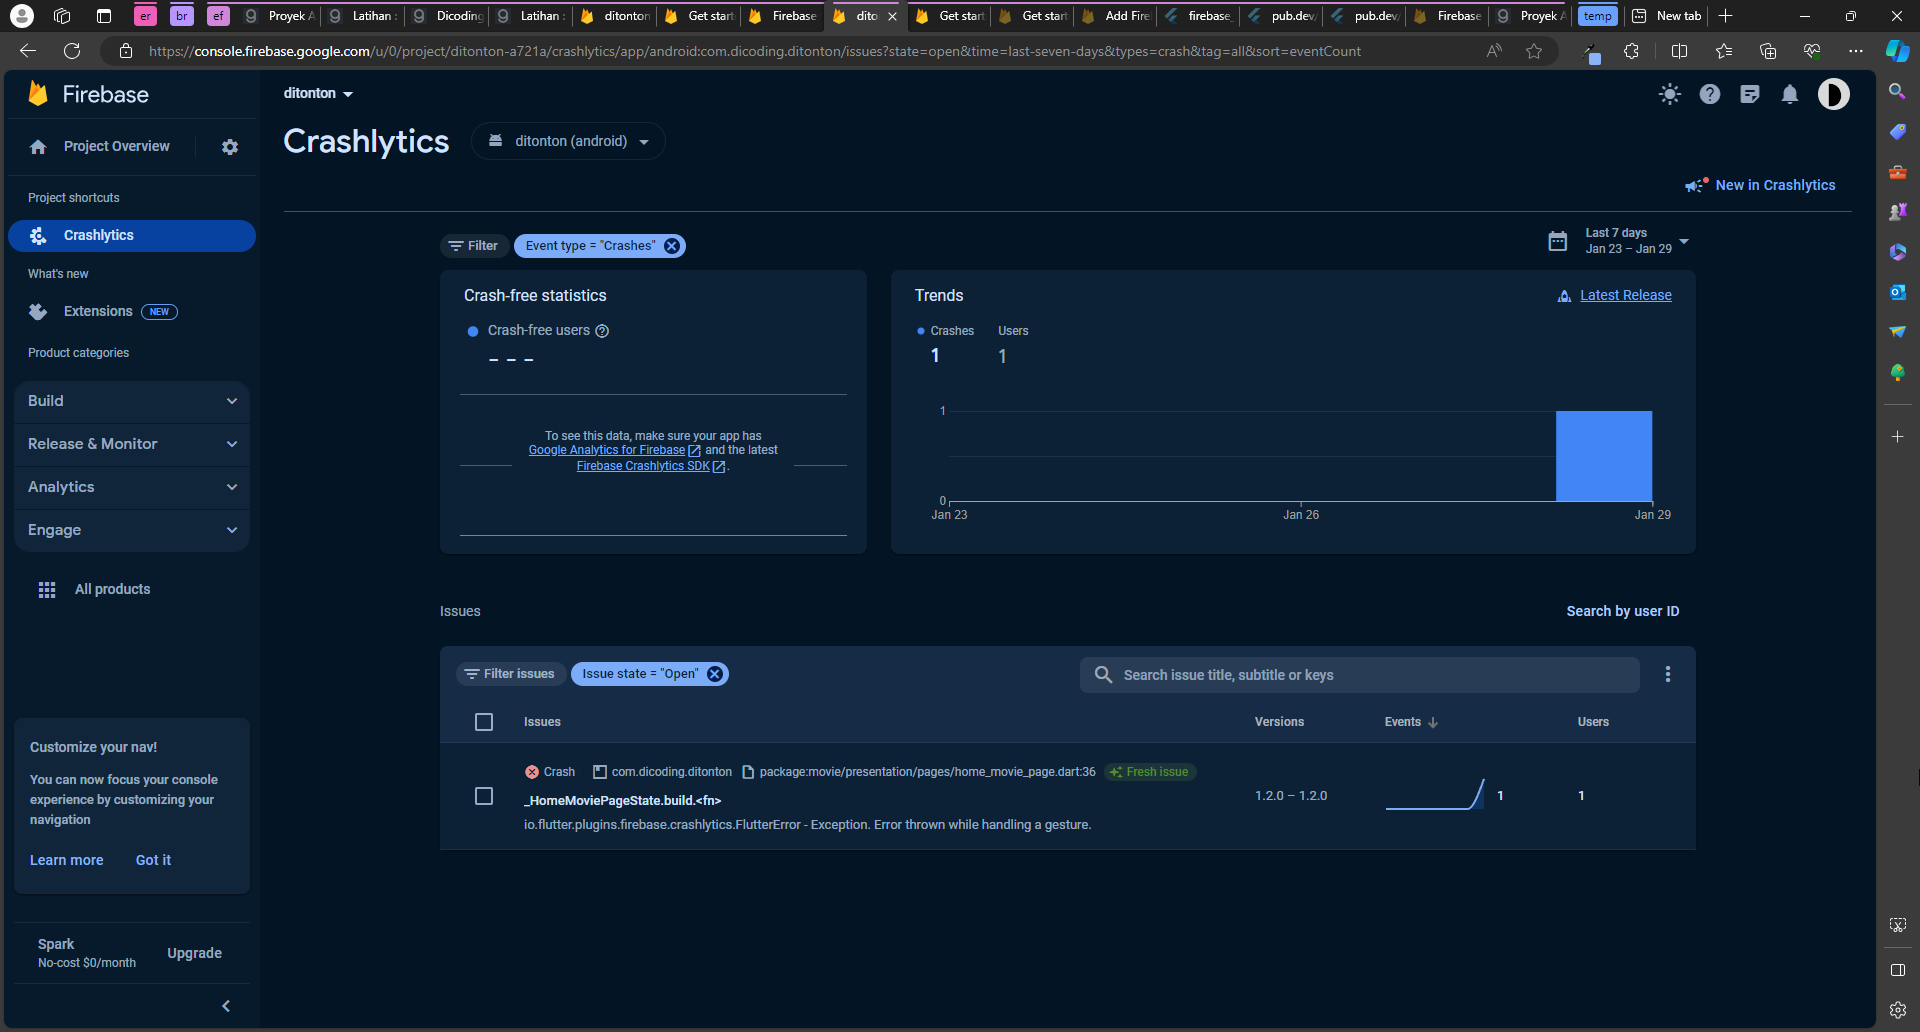 er
br
ef
Proyek A
Latihan :
Dicoding
Latihan :
ditonton
Get start
Firebase
dito
Get start
Get start
Add Fire
firebase_
pub.dev/
pub.dev/
Firebase
Proyek A
temp
New tab
https://console.firebase.google.com/u/0/project/ditonton-a721a/crashlytics/app/android:com.dicoding.ditonton/issues?state=open&time=last-seven-days&types=crash&tag=all&sort=eventCount
Firebase
ditonton
Project Overview
Crashlytics
ditonton (android)
Project shortcuts
New in Crashlytics
Crashlytics
What's new
Extensions NEW
Product categories
Build
Release & Monitor
Analytics
Engage
All products
Filter
Event type = "Crashes"
Last 7 days
Jan 23 – Jan 29
Crash-free statistics
Crash-free users
– – –
To see this data, make sure your app has
Google Analytics for Firebase and the latest
Firebase Crashlytics SDK.
Trends
Latest Release
Crashes Users
1 1
1
0
Jan 23 Jan 26 Jan 29
Issues
Search by user ID
Filter issues
Issue state = "Open"
Search issue title, subtitle or keys
Issues Versions Events Users
Crash com.dicoding.ditonton package:movie/presentation/pages/home_movie_page.dart:36 Fresh issue
_HomeMoviePageState.build.<fn> 1.2.0 – 1.2.0 1 1
io.flutter.plugins.firebase.crashlytics.FlutterError - Exception. Error thrown while handling a gesture.
Customize your nav!
You can now focus your console
experience by customizing your
navigation
Learn more Got it
Spark
No-cost $0/month
Upgrade